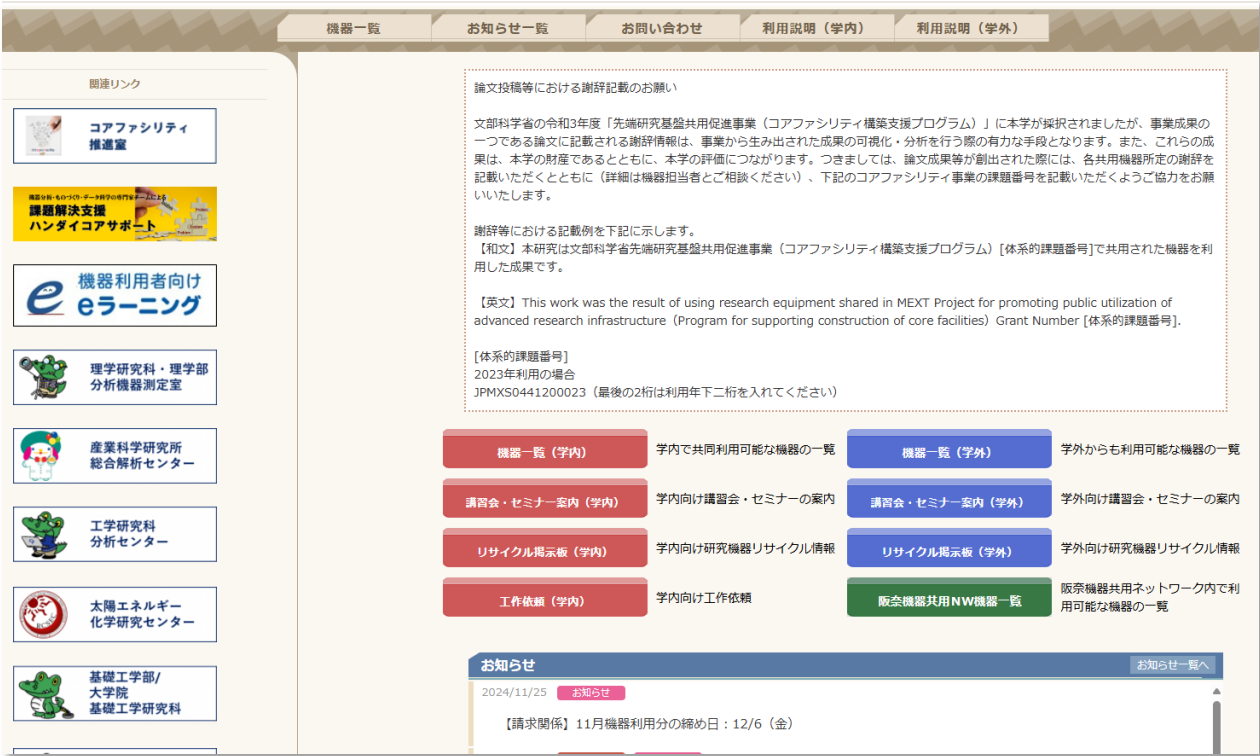 機器一覧
お知らせ一覧
お問い合わせ
利用説明（学内）
利用説明（学外）
関連リンク
コアファシリティ
推進室
機器分析・ものづくり・データ科学の専門家チームによる
課題解決支援
ハンダイコアサポート
機器利用者向け
eラーニング
理学研究科・理学部
分析機器測定室
産業科学研究所
総合解析センター
工学研究科
分析センター
太陽エネルギー
化学研究センター
基礎工学部/
大学院
基礎工学研究科
論文投稿等における謝辞記載のお願い
文部科学省の令和3年度「先端研究基盤共用促進事業（コアファシリティ構築支援プログラム）」に本学が採択されましたが、事業成果の
一つである論文に記載される謝辞情報は、事業から生み出された成果の可視化・分析を行う際の有力な手段となります。また、これらの成
果は、本学の財産であるとともに、本学の評価につながります。つきましては、論文成果等が創出された際には、各共用機器所定の謝辞を
記載いただくとともに（詳細は機器担当者とご相談ください）、下記のコアファシリティ事業の課題番号を記載いただくようご協力をお願
いいたします。
謝辞等における記載例を下記に示します。
【和文】本研究は文部科学省先端研究基盤共用促進事業（コアファシリティ構築支援プログラム）[体系的課題番号]で共用された機器を利
用した成果です。
【英文】This work was the result of using research equipment shared in MEXT Project for promoting public utilization of
advanced research infrastructure（Program for supporting construction of core facilities）Grant Number [体系的課題番号].
[体系的課題番号]
2023年利用の場合
JPMXS0441200023（最後の2桁は利用年下二桁を入れてください）
機器一覧（学内）
学内で共同利用可能な機器の一覧
機器一覧（学外）
学外からも利用可能な機器の一覧
講習会・セミナー案内（学内）
学内向け講習会・セミナーの案内
講習会・セミナー案内（学外）
学外向け講習会・セミナーの案内
リサイクル掲示板（学内）
学内向け研究機器リサイクル情報
リサイクル掲示板（学外）
学外向け研究機器リサイクル情報
工作依頼（学内）
学内向け工作依頼
阪奈機器共用NW機器一覧
阪奈機器共用ネットワーク内で利
用可能な機器の一覧
お知らせ
お知らせ一覧へ
2024/11/25
お知らせ
【請求関係】11月機器利用分の締め日：12/6（金）